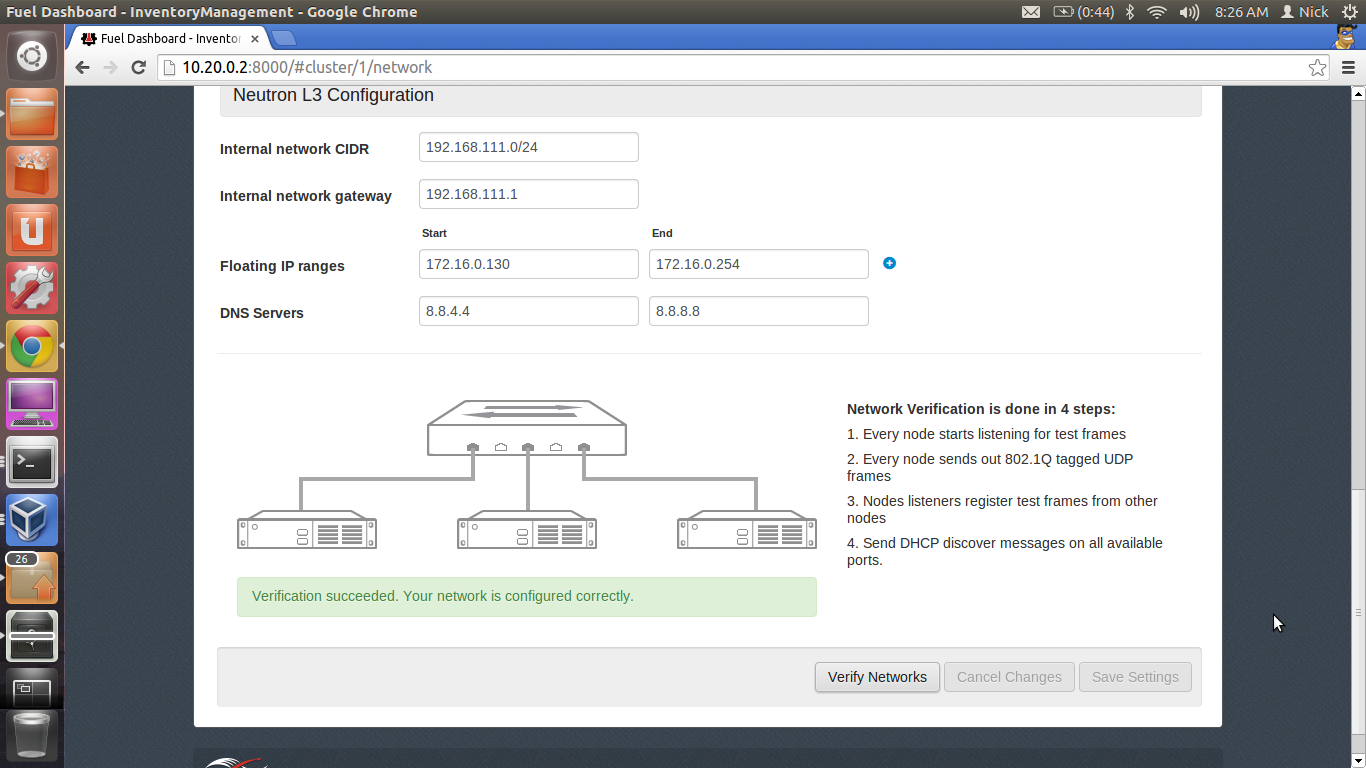 Fuel Dashboard - InventoryManagement - Google Chrome
(0:44)
8:26 AM
Nick
Fuel Dashboard - Inventor
10.20.0.2:8000/#cluster/1/network
Neutron L3 Configuration
Internal network CIDR
192.168.111.0/24
Internal network gateway
192.168.111.1
Start
End
Floating IP ranges
172.16.0.130
172.16.0.254
DNS Servers
8.8.4.4
8.8.8.8
Network Verification is done in 4 steps:
1. Every node starts listening for test frames
2. Every node sends out 802.1Q tagged UDP
frames
3. Nodes listeners register test frames from other
nodes
4. Send DHCP discover messages on all available
ports.
Verification succeeded. Your network is configured correctly.
Verify Networks
Cancel Changes
Save Settings
26